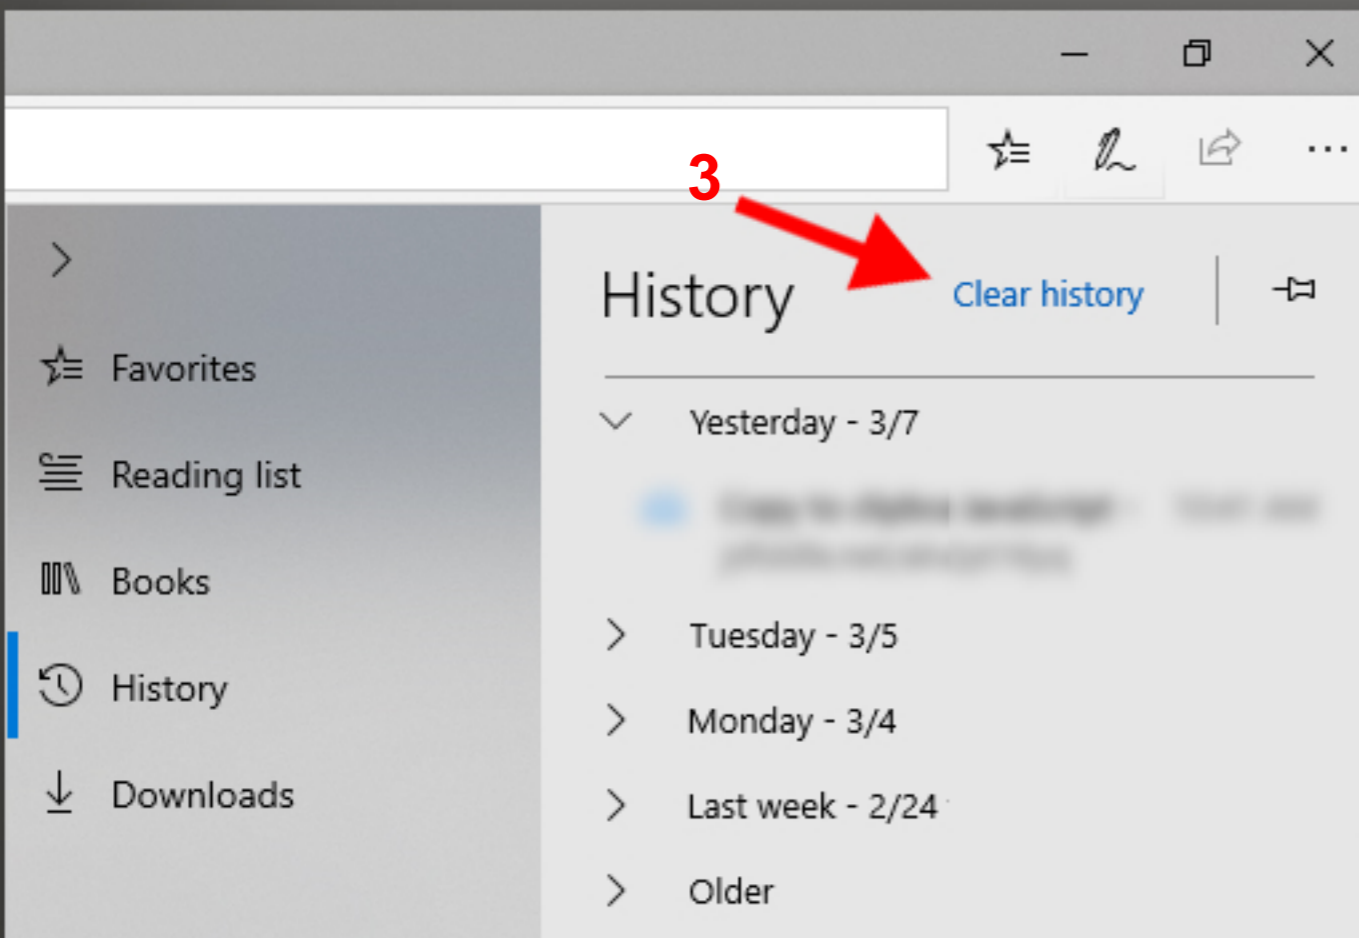 3
History
Clear history
Favorites
Reading list
Books
History
Downloads
Yesterday - 3/7
Tuesday - 3/5
Monday - 3/4
Last week - 2/24
Older